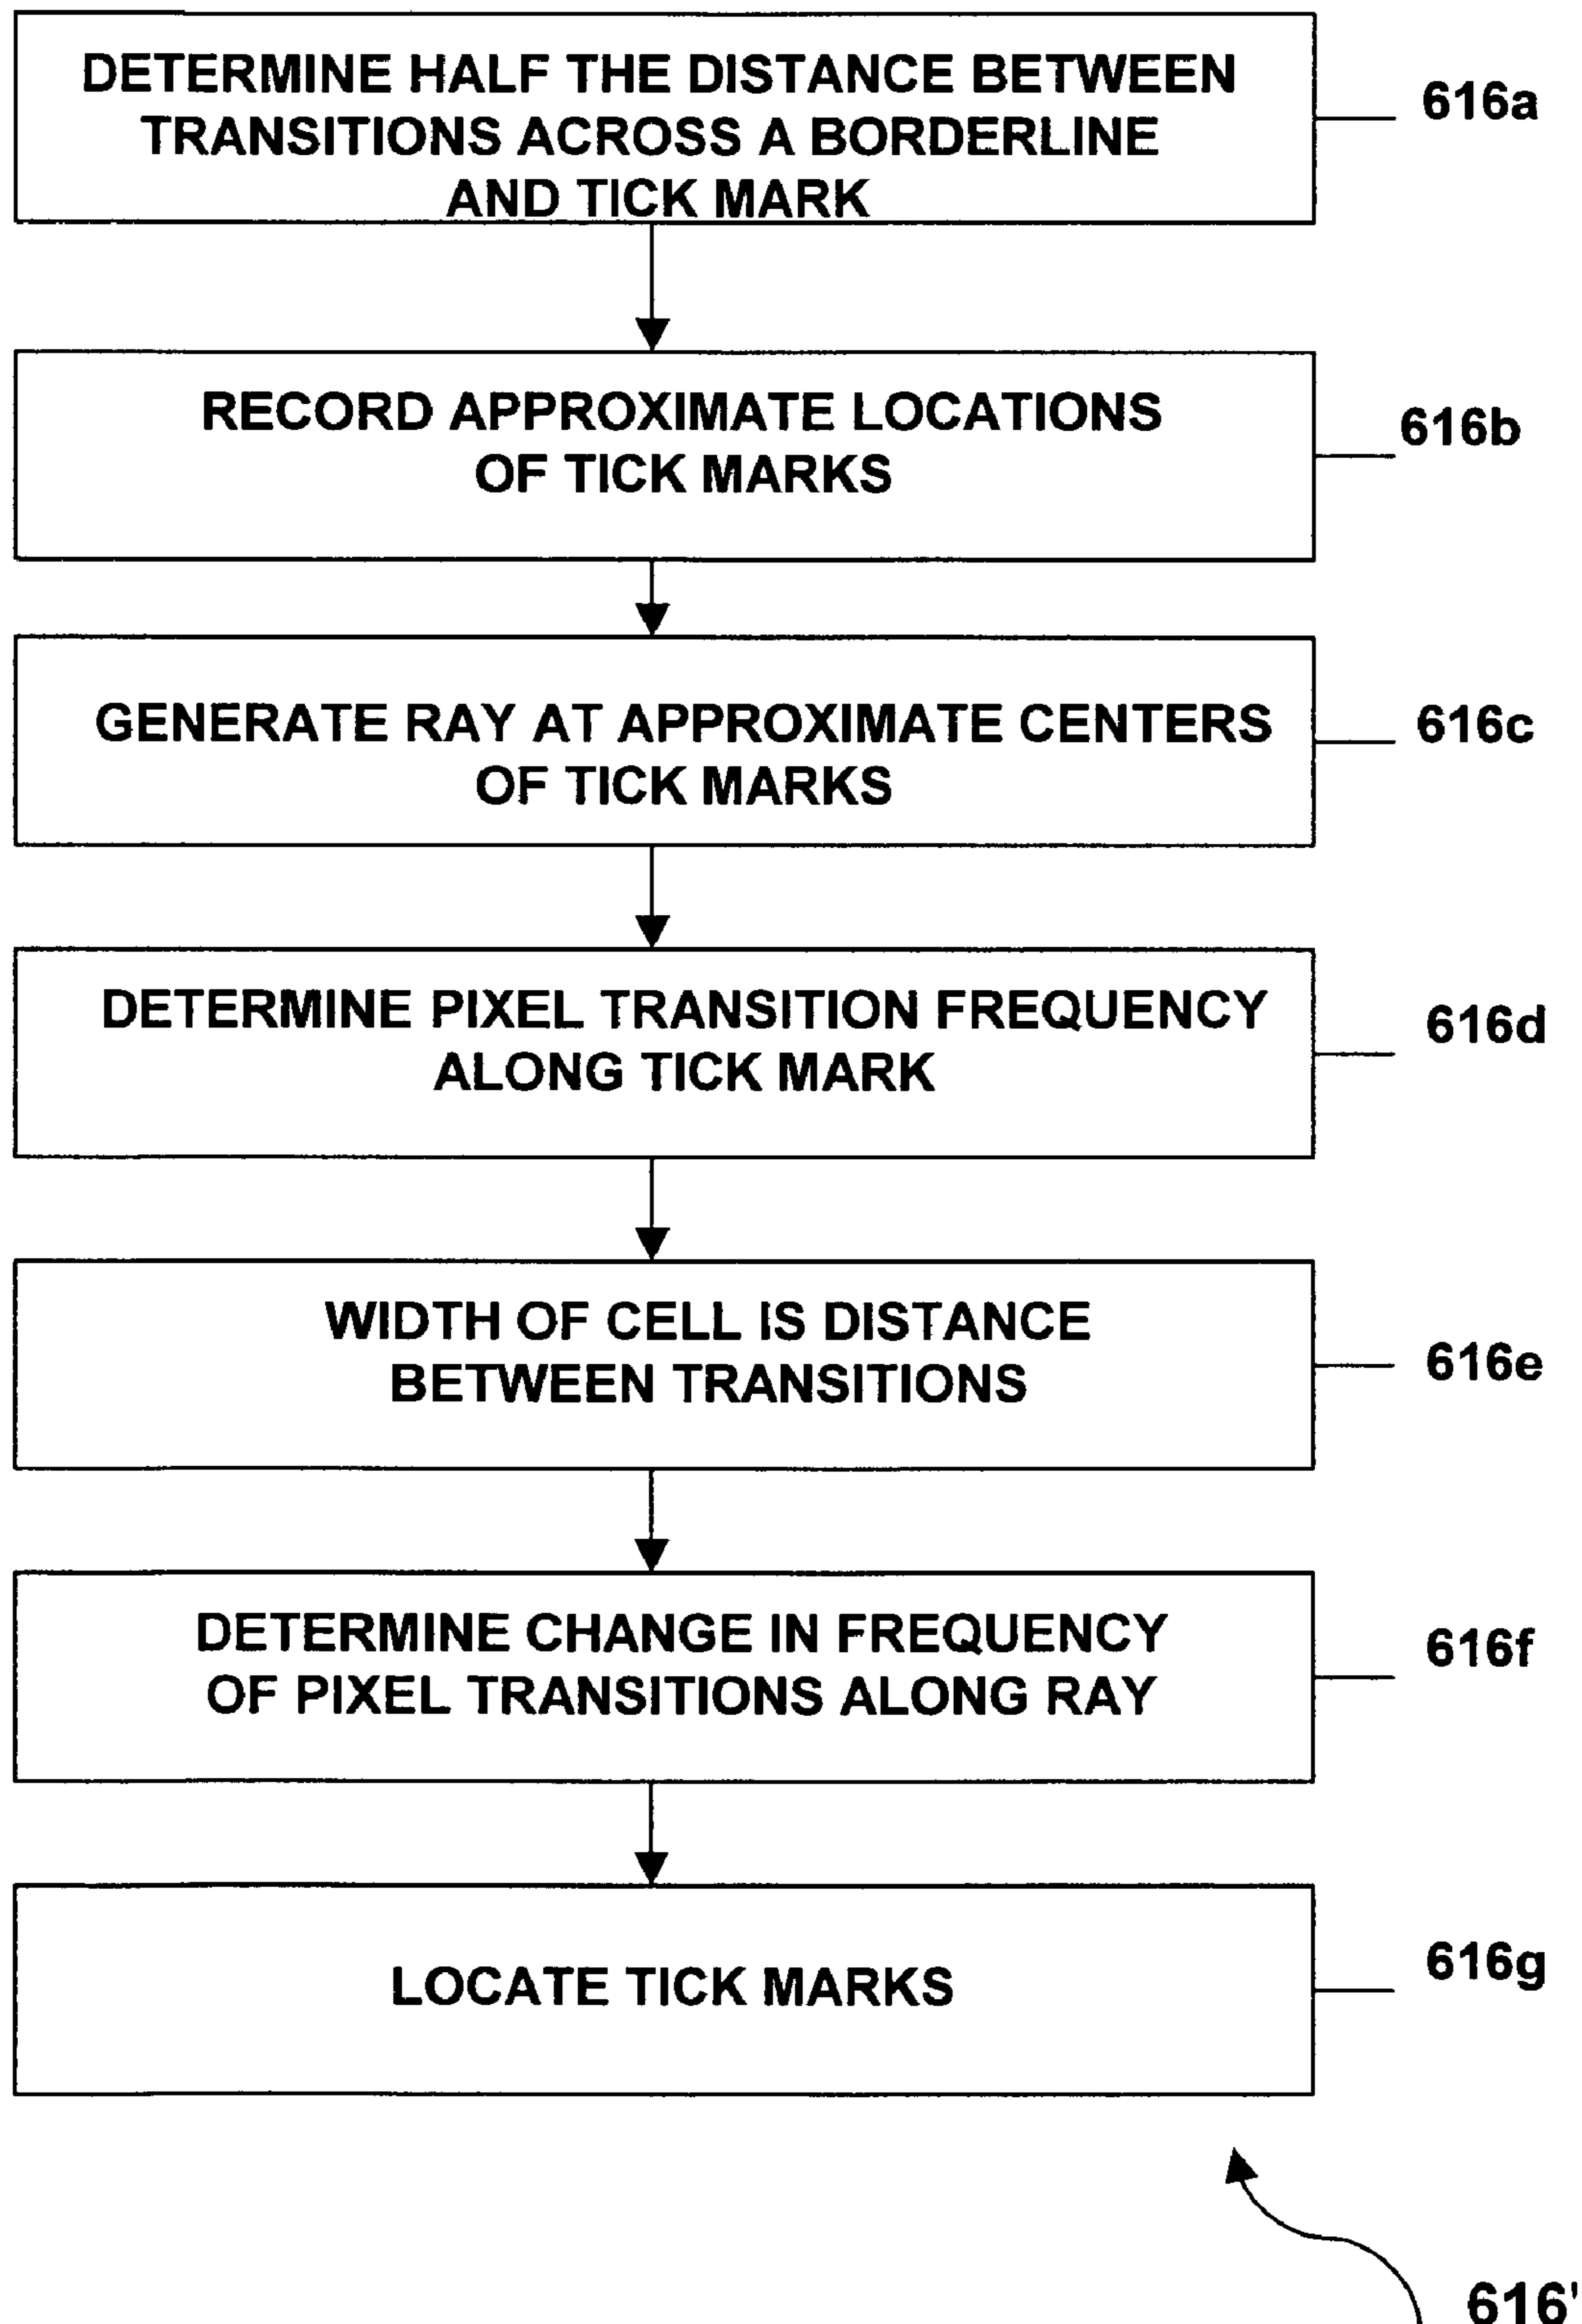 DETERMINE HALF THE DISTANCE BETWEEN
TRANSITIONS ACROSS A BORDERLINE
AND TICK MARK
616a
RECORD APPROXIMATE LOCATIONS
OF TICK MARKS
616b
GENERATE RAY AT APPROXIMATE CENTERS
OF TICK MARKS
616c
DETERMINE PIXEL TRANSITION FREQUENCY
ALONG TICK MARK
616d
WIDTH OF CELL IS DISTANCE
BETWEEN TRANSITIONS
616e
DETERMINE CHANGE IN FREQUENCY
OF PIXEL TRANSITIONS ALONG RAY
616f
LOCATE TICK MARKS
616g
616'